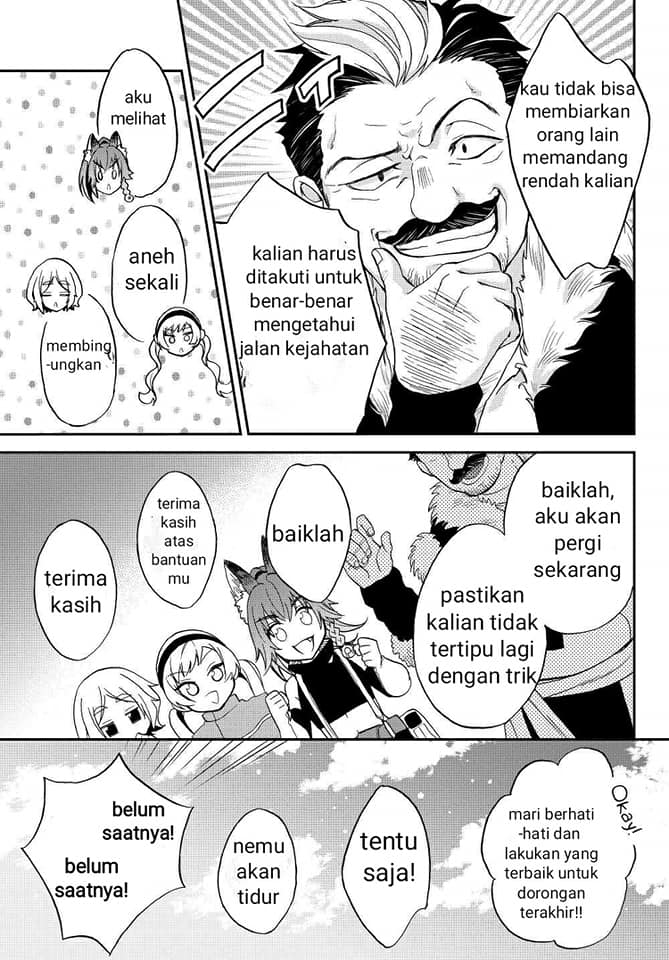 kau tidak bisa
membiarkan
orang lain
memandang
rendah kalian
ニィ
kalian harus
ditakuti untuk
benar-benar
mengetahui
jalan kejahatan
aku
melihat
aneh
sekali
membing
-ungkan
baiklah,
aku akan
pergi
sekarang
pastikan
kalian tidak
tertipu lagi
dengan trik
baiklah
terima
kasih
atas
bantuan
mu
terima
kasih
Okay!
mari berhati
-hati dan
lakukan yang
terbaik untuk
dorongan
terakhir!!
tentu
saja!
nemu
akan
tidur
belum
saatnya!
belum
saatnya!